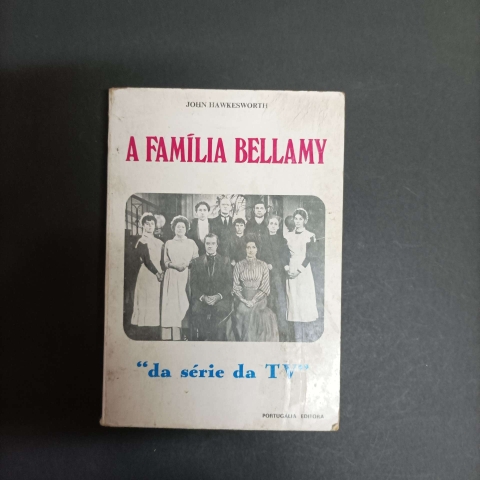 JOHN HAWKESWORTH
A FAMÍLIA BELLAMY
“da série da TV”
PORTUGÁLIA EDITORA